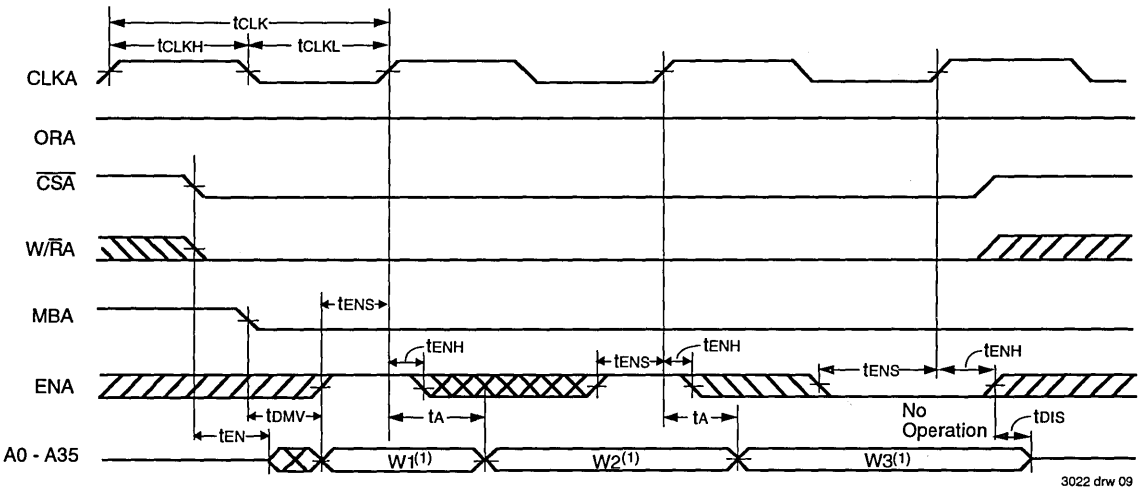 tCLK
tCLKH
tCLKL
CLKA
ORA
CSA
W/RA
MBA
tENS
tENH
tENS
tENH
tENS
tENH
ENA
tDMV
tA
tA
No
Operation
tDIS
tEN
A0 - A35
W1(1)
W2(1)
W3(1)
3022 drw 09